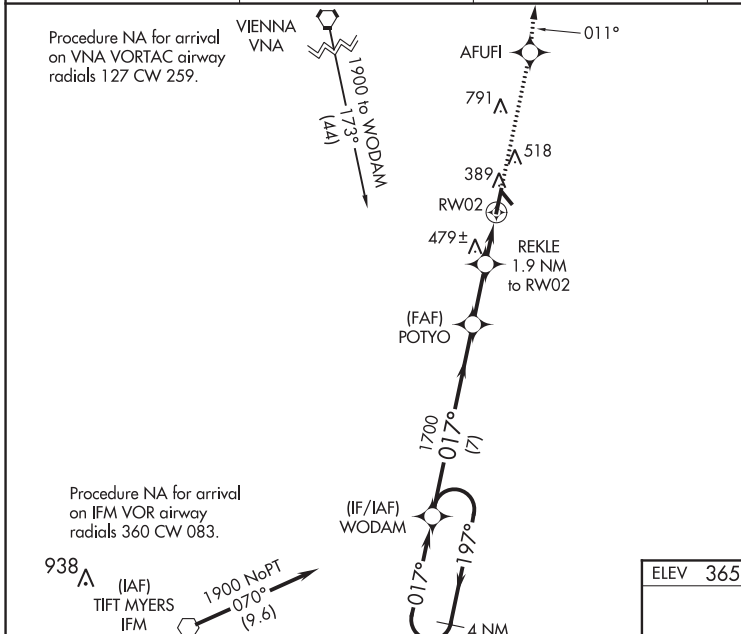 Procedure NA for arrival
on VNA VORTAC airway
radials 127 CW 259.
VIENNA
VNA
1900 to WODAM
173°
(44)
011°
AFUFI
791
518
389
RW02
479±
REKLE
1.9 NM
to RW02
(FAF)
POTYO
1700
017°
(7)
Procedure NA for arrival
on IFM VOR airway
radials 360 CW 083.
(IF/IAF)
WODAM
197°
017°
4 NM
938
(IAF)
TIFT MYERS
IFM
1900 NoPT
070°
(9.6)
ELEV 365